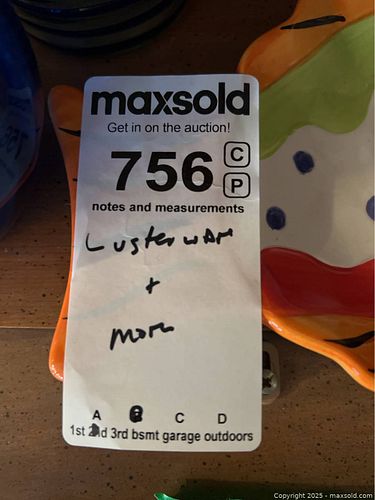 maxsold
Get in on the auction!
756 C
P
notes and measurements
Lusterware
+
more
A B C D
1st 2nd 3rd bsmt garage outdoors
Copyright 2025 - maxsold.com